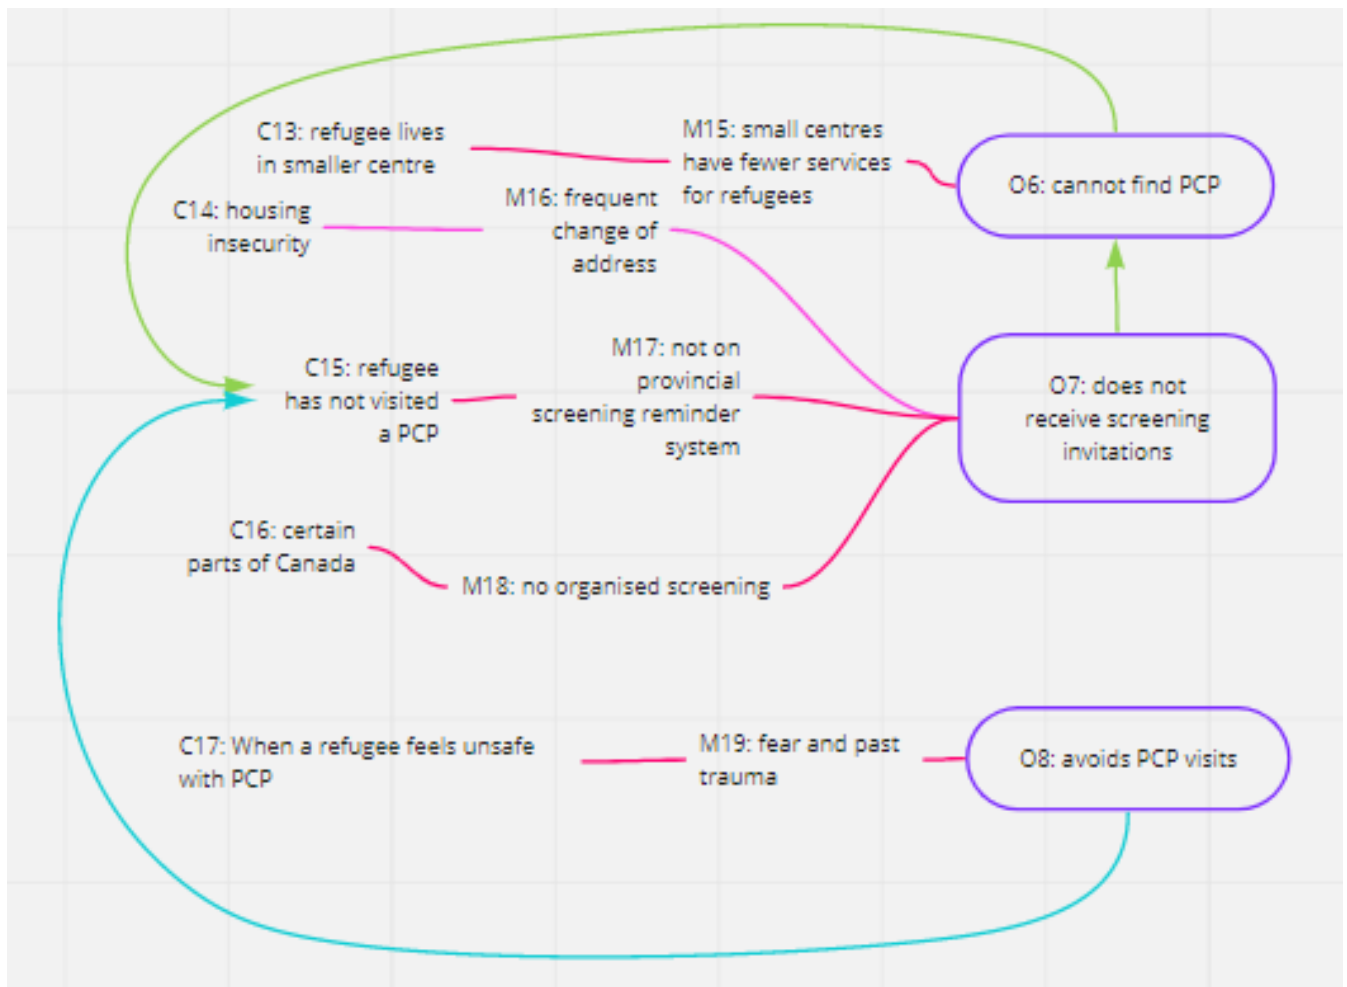 C13: refugee lives
in smaller centre
M15: small centres
have fewer services
for refugees
O6: cannot find PCP
C14: housing
insecurity
M16: frequent
change of
address
C15: refugee
has not visited
a PCP
M17: not on
provincial
screening reminder
system
O7: does not
receive screening
invitations
C16: certain
parts of Canada
M18: no organised screening
C17: When a refugee feels unsafe
with PCP
M19: fear and past
trauma
O8: avoids PCP visits